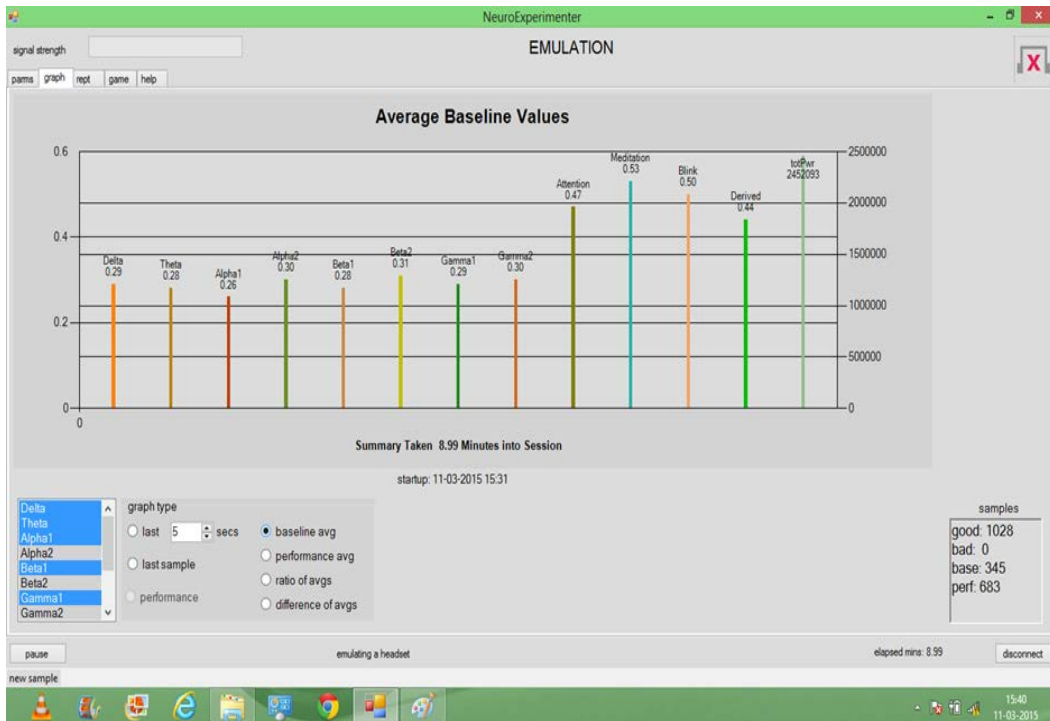 NeuroExperimenter
signal strength
EMULATION
X
parms graph rept game help
Average Baseline Values
0.6
0.4
0.2
0
0
2500000
2000000
1500000
1000000
500000
0
Delta
0.29
Theta
0.28
Alpha1
0.26
Alpha2
0.30
Beta1
0.28
Beta2
0.31
Gamma1
0.29
Gamma2
0.30
Attention
0.47
Meditation
0.53
Blink
0.50
Derived
0.44
totPwr
2452093
Summary Taken 8.99 Minutes into Session
startup: 11-03-2015 15:31
Delta
Theta
Alpha1
Alpha2
Beta1
Beta2
Gamma1
Gamma2
graph type
last 5 secs
last sample
performance
baseline avg
performance avg
ratio of avgs
difference of avgs
samples
good: 1028
bad: 0
base: 345
perf: 683
pause
emulating a headset
elapsed mins: 8.99
disconnect
new sample
15:40
11-03-2015